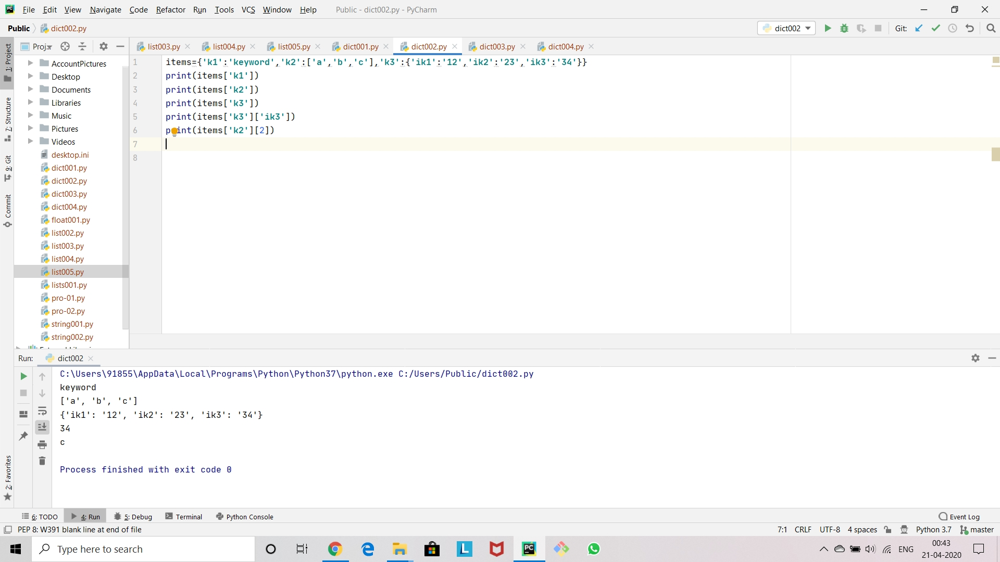 File Edit View Navigate Code Refactor Run Tools VCS Window Help Public - dict002.py - PyCharm
Public dict002.py dict002 Git:
Proj... list003.py list004.py list005.py dict001.py dict002.py dict003.py dict004.py
1: Project
7: Structure
9: Git
Commit
2: Favorites
AccountPictures
Desktop
Documents
Libraries
Music
Pictures
Videos
desktop.ini
dict001.py
dict002.py
dict003.py
dict004.py
float001.py
list002.py
list003.py
list004.py
list005.py
lists001.py
pro-01.py
pro-02.py
string001.py
string002.py
1 items={'k1':'keyword','k2':['a','b','c'],'k3':{'ik1':'12','ik2':'23','ik3':'34'}}
2 print(items['k1'])
3 print(items['k2'])
4 print(items['k3'])
5 print(items['k3']['ik3'])
6 print(items['k2'][2])
7
8
Run: dict002
C:\Users\91855\AppData\Local\Programs\Python\Python37\python.exe C:/Users/Public/dict002.py
keyword
['a', 'b', 'c']
{'ik1': '12', 'ik2': '23', 'ik3': '34'}
34
c
Process finished with exit code 0
6: TODO 4: Run 5: Debug Terminal Python Console Event Log
PEP 8: W391 blank line at end of file 7:1 CRLF UTF-8 4 spaces Python 3.7 master
Type here to search ENG 00:43
21-04-2020